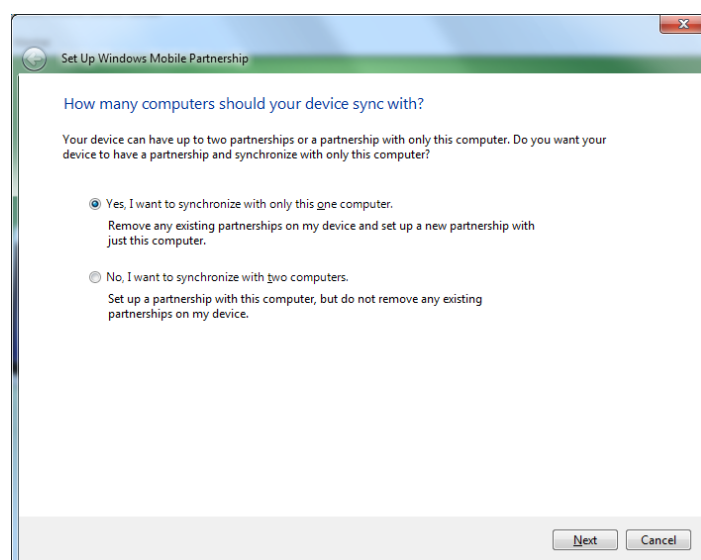 Set Up Windows Mobile Partnership
How many computers should your device sync with?
Your device can have up to two partnerships or a partnership with only this computer. Do you want your
device to have a partnership and synchronize with only this computer?
Yes, I want to synchronize with only this one computer.
Remove any existing partnerships on my device and set up a new partnership with
just this computer.
No, I want to synchronize with two computers.
Set up a partnership with this computer, but do not remove any existing
partnerships on my device.
Next Cancel